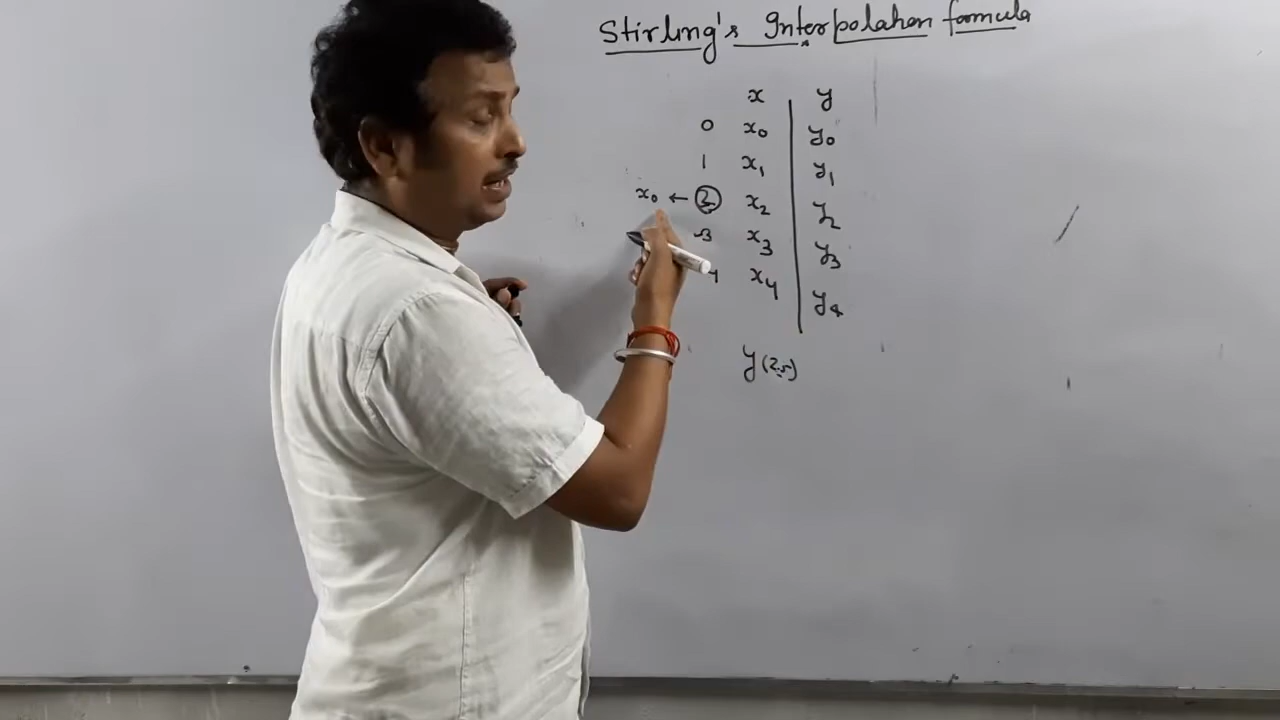 Stirling's Interpolation formula
x y
0 x₀ y₀
1 x₁ y₁
x₀ ← 2 x₂ y₂
3 x₃ y₃
4 x₄ y₄
y(2.5)